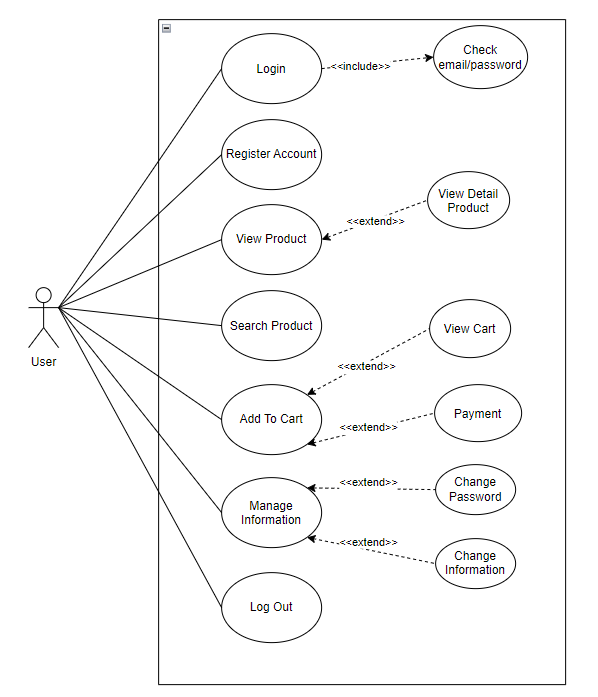 Login
<<include>>
Check
email/password
Register Account
View Product
<<extend>>
View Detail
Product
Search Product
User
Add To Cart
<<extend>>
View Cart
<<extend>>
Payment
Manage
Information
<<extend>>
Change
Password
<<extend>>
Change
Information
Log Out